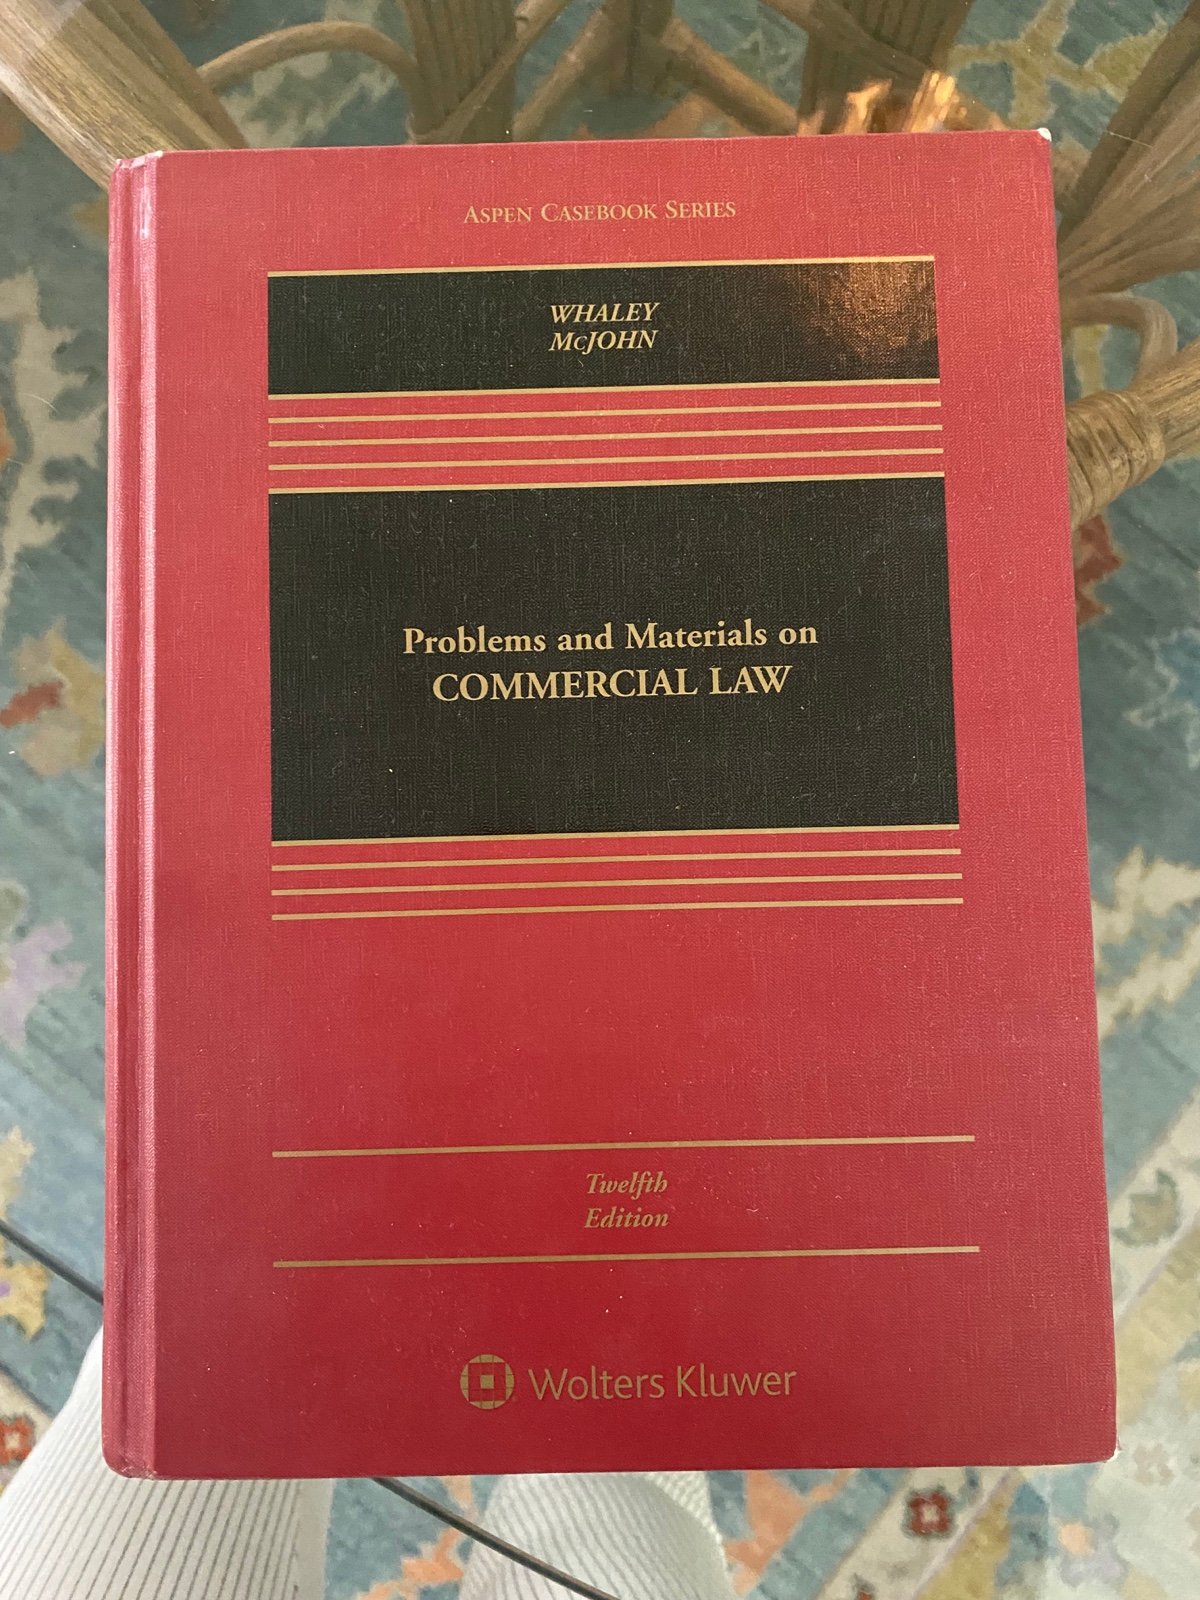 ASPEN CASEBOOK SERIES
WHALEY
McJOHN
Problems and Materials on
COMMERCIAL LAW
Twelfth
Edition
Wolters Kluwer